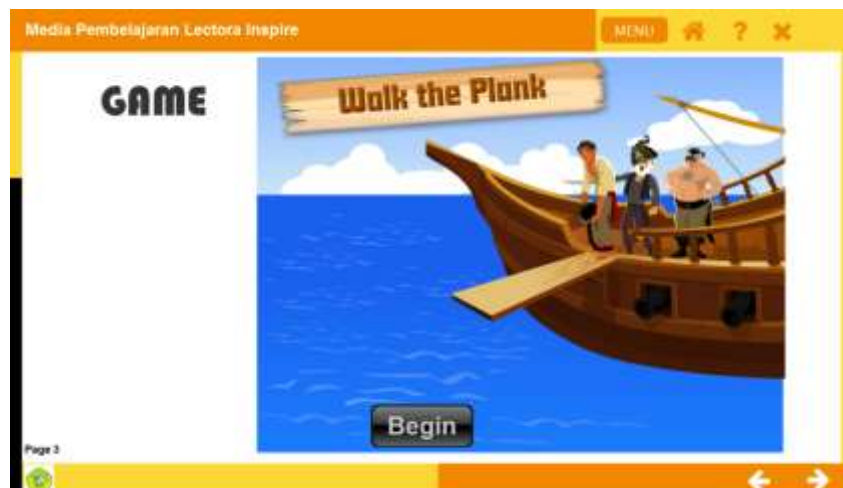 Media Pembelajaran Lectora Inspire
MENU
?
GAME
Walk the Plank
Begin
Page 3